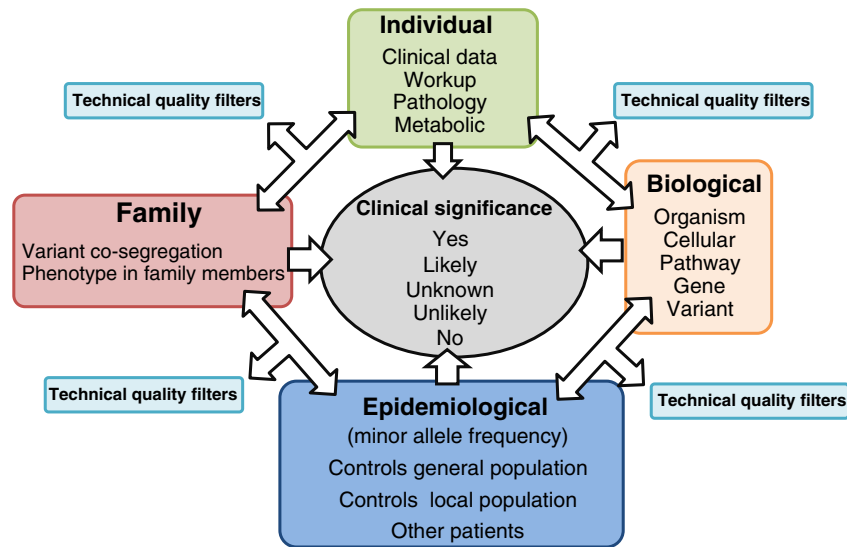 Individual
Clinical data
Workup
Pathology
Metabolic
Technical quality filters
Technical quality filters
Family
Variant co-segregation
Phenotype in family members
Clinical significance
Yes
Likely
Unknown
Unlikely
No
Biological
Organism
Cellular
Pathway
Gene
Variant
Technical quality filters
Technical quality filters
Epidemiological
(minor allele frequency)
Controls general population
Controls local population
Other patients